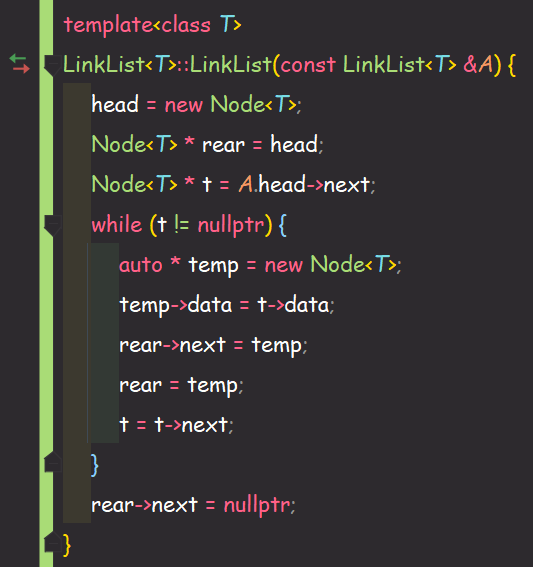 template<class T>
LinkList<T>::LinkList(const LinkList<T> &A) {
head = new Node<T>;
Node<T> * rear = head;
Node<T> * t = A.head->next;
while (t != nullptr) {
auto * temp = new Node<T>;
temp->data = t->data;
rear->next = temp;
rear = temp;
t = t->next;
}
rear->next = nullptr;
}